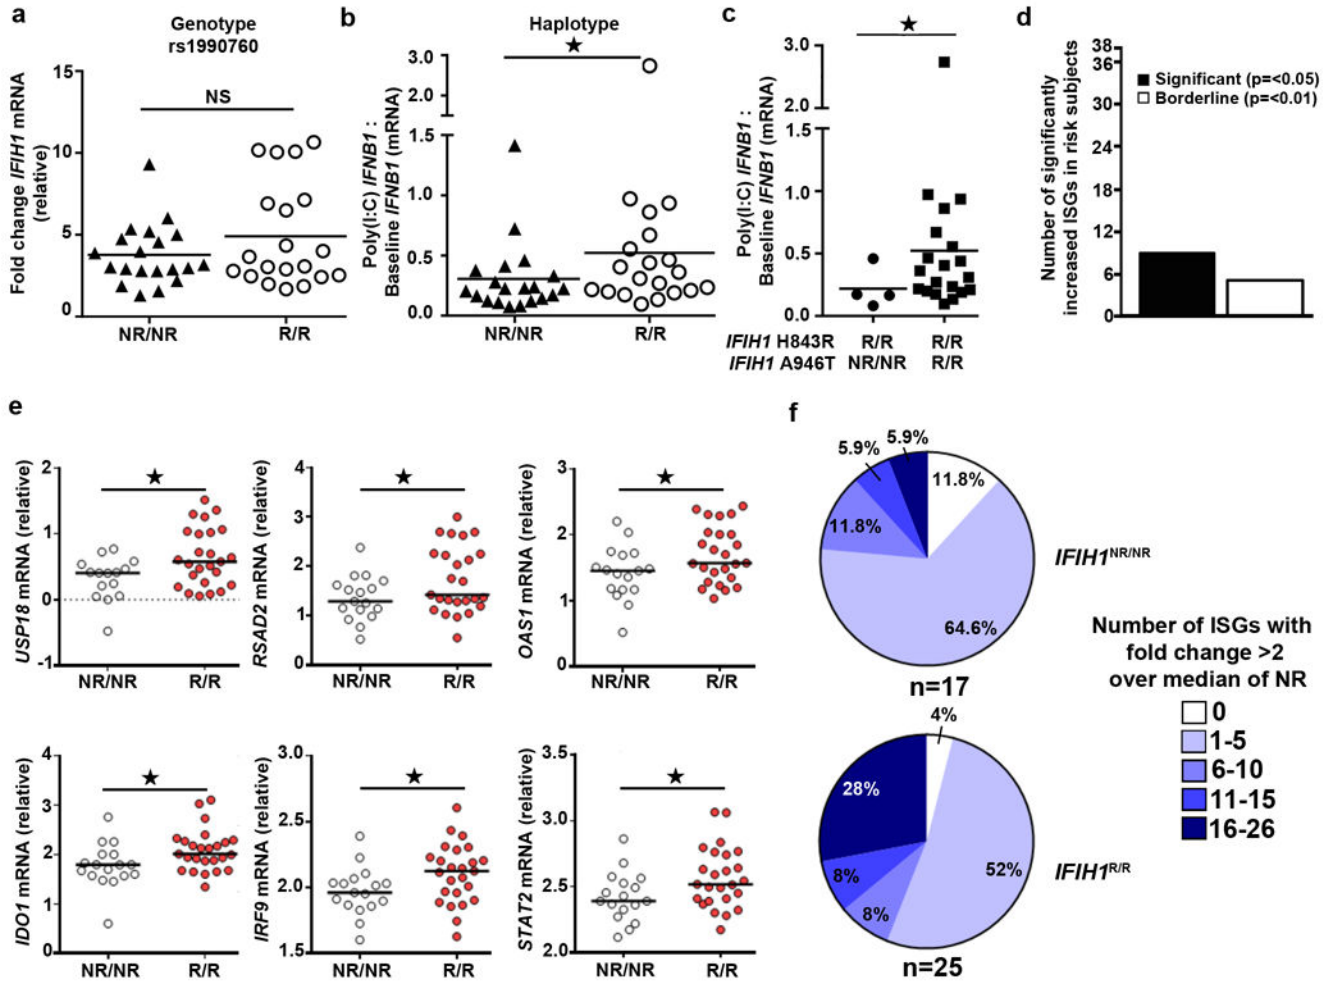 a
Genotype
rs1990760
Fold change IFIH1 mRNA
(relative)
15
10
5
0
NS
NR/NR
R/R
b
Haplotype
Poly(I:C) IFNB1 :
Baseline IFNB1 (mRNA)
3.0
2.0
1.5
1.0
0.5
0.0
★
NR/NR
R/R
c
Poly(I:C) IFNB1 :
Baseline IFNB1 (mRNA)
3.0
2.0
1.5
1.0
0.5
0.0
★
IFIH1 H843R R/R R/R
IFIH1 A946T NR/NR R/R
d
Number of significantly
increased ISGs in risk subjects
38
36
30
24
18
12
6
0
Significant (p=<0.05)
Borderline (p=<0.01)
e
USP18 mRNA (relative)
2
1
0
-1
★
NR/NR
R/R
RSAD2 mRNA (relative)
4
3
2
1
0
★
NR/NR
R/R
OAS1 mRNA (relative)
3
2
1
0
★
NR/NR
R/R
IDO1 mRNA (relative)
4
3
2
1
0
★
NR/NR
R/R
IRF9 mRNA (relative)
3.0
2.5
2.0
1.5
★
NR/NR
R/R
STAT2 mRNA (relative)
3.5
3.0
2.5
2.0
★
NR/NR
R/R
f
5.9%
5.9%
11.8%
11.8%
64.6%
n=17
IFIH1NR/NR
4%
28%
52%
8%
8%
n=25
IFIH1R/R
Number of ISGs with
fold change >2
over median of NR
0
1-5
6-10
11-15
16-26